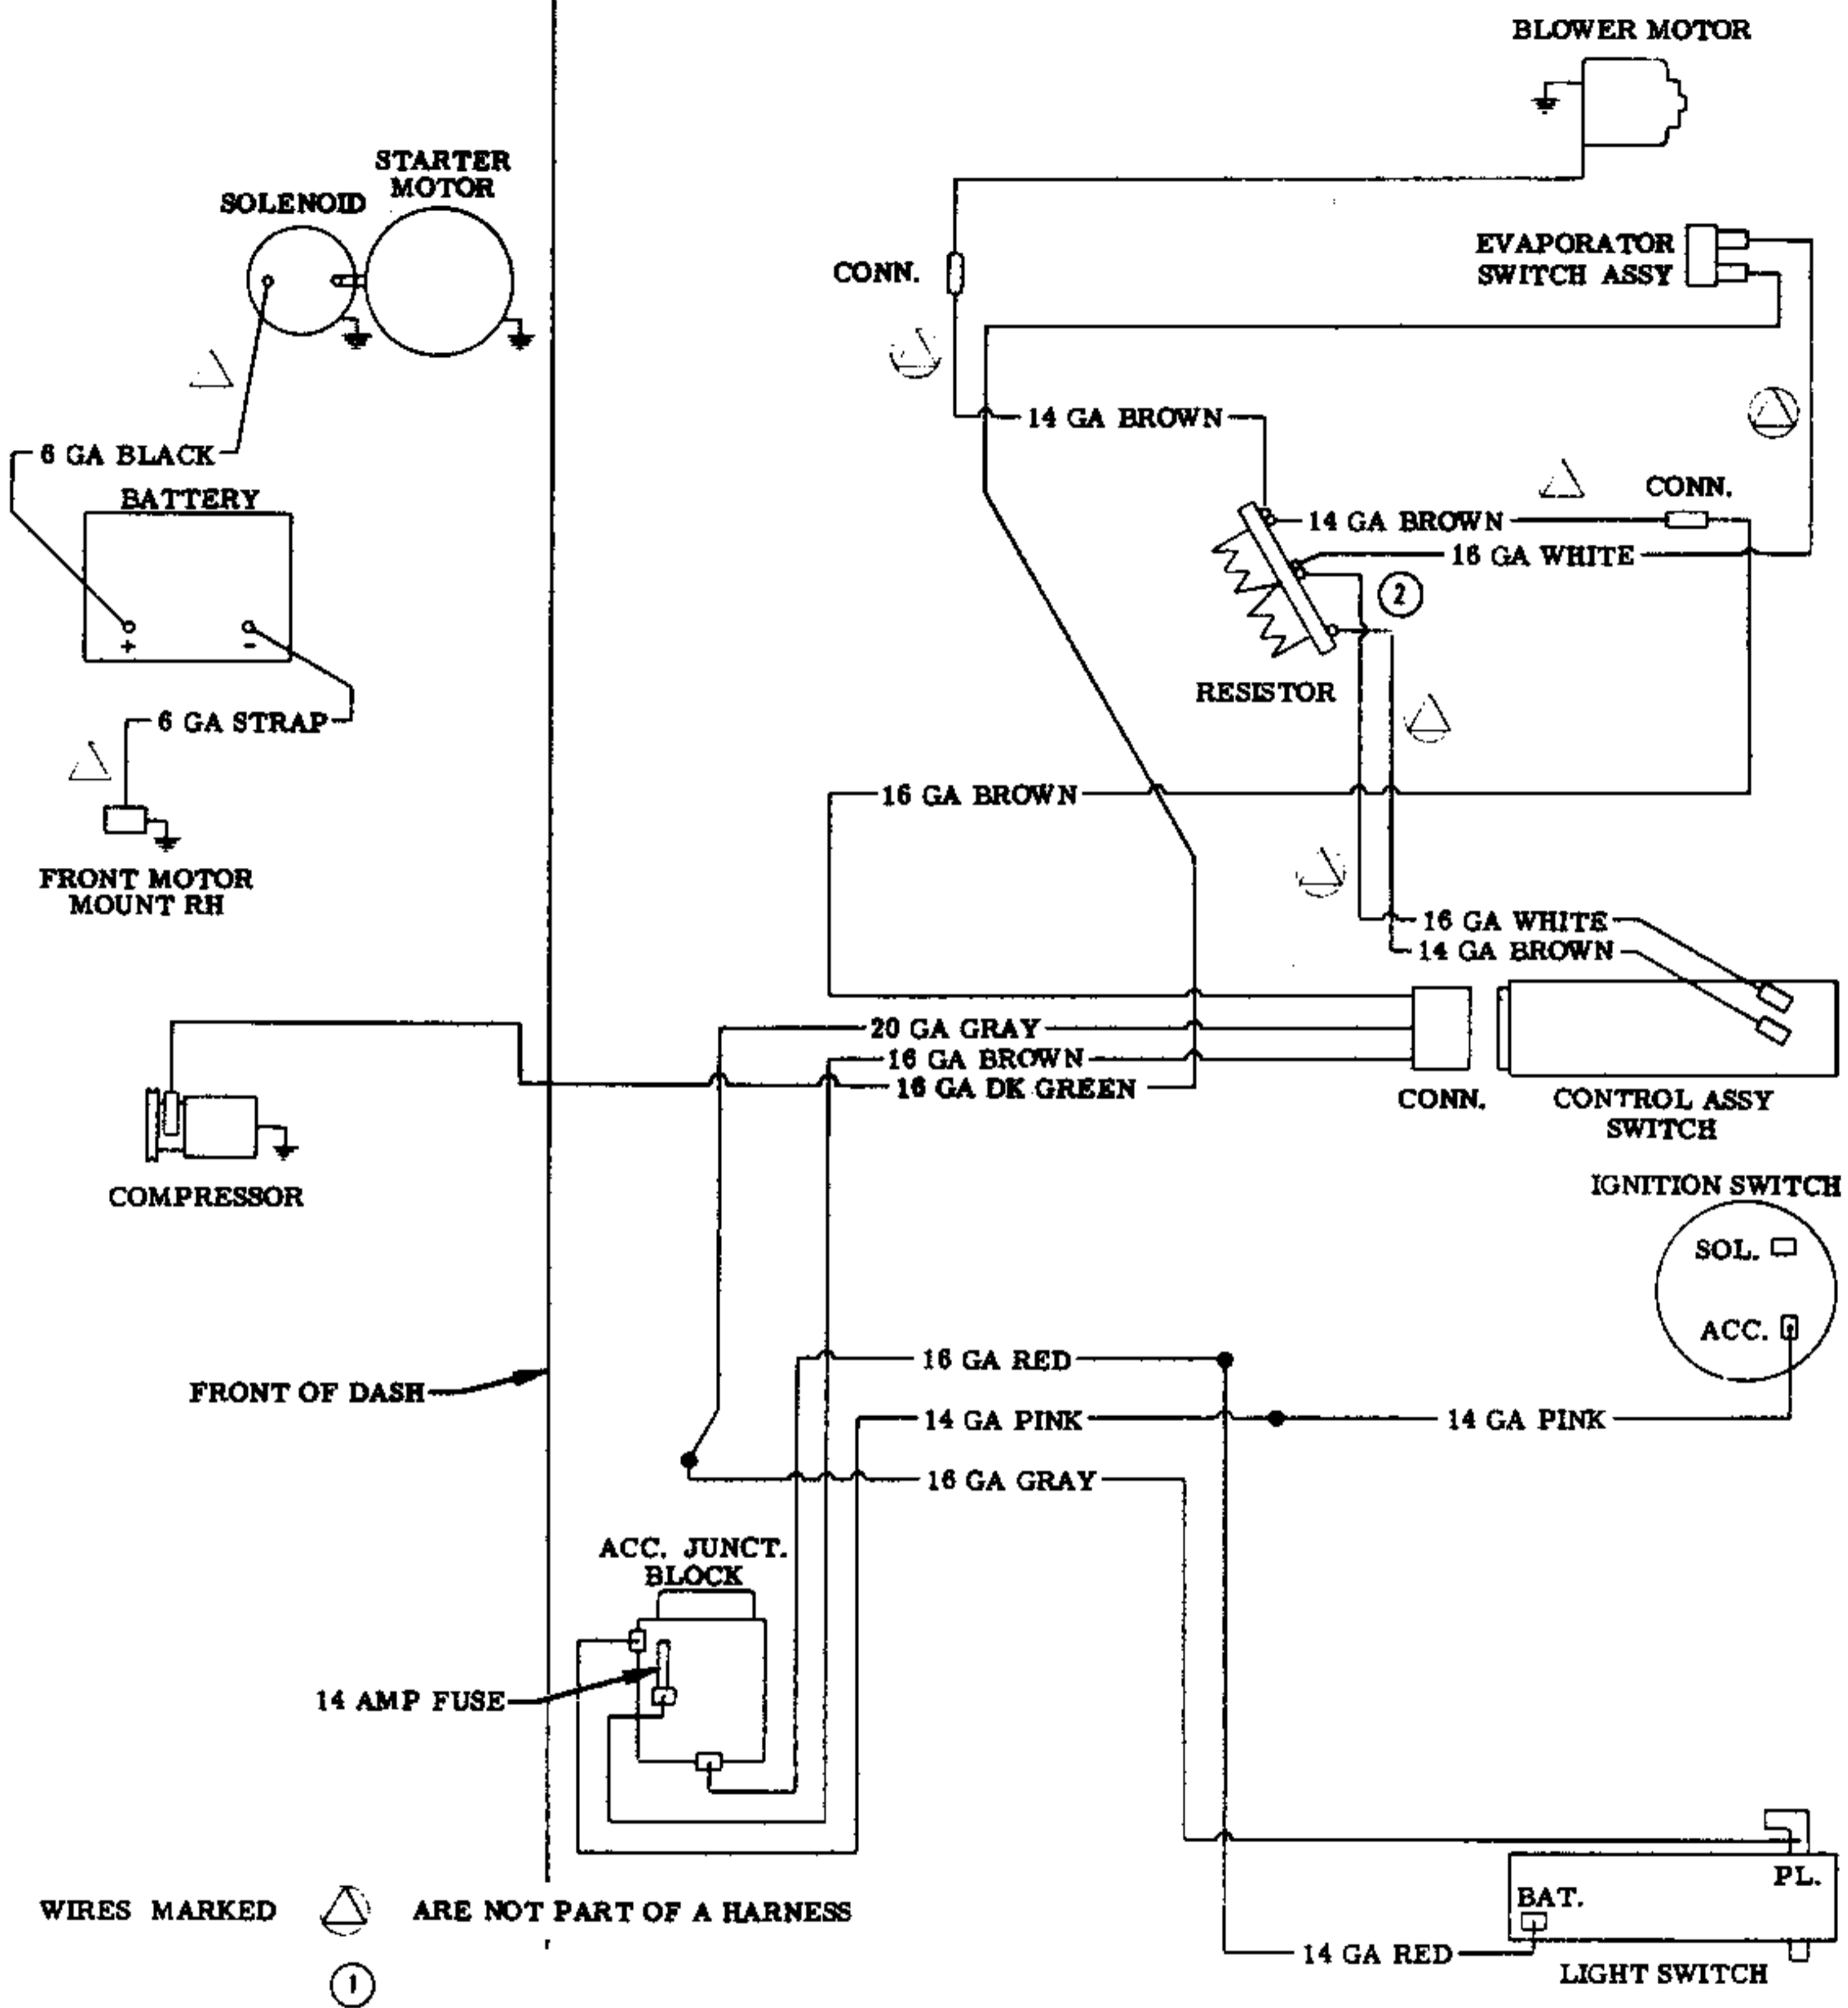 BLOWER MOTOR
STARTER
MOTOR
SOLENOID
EVAPORATOR
SWITCH ASSY
CONN.
14 GA BROWN
6 GA BLACK
BATTERY
CONN.
14 GA BROWN
16 GA WHITE
2
+ -
RESISTOR
6 GA STRAP
16 GA BROWN
FRONT MOTOR
MOUNT RH
16 GA WHITE
14 GA BROWN
20 GA GRAY
16 GA BROWN
16 GA DK GREEN
CONN.
CONTROL ASSY
SWITCH
COMPRESSOR
IGNITION SWITCH
SOL.
ACC.
16 GA RED
FRONT OF DASH
14 GA PINK
14 GA PINK
16 GA GRAY
ACC. JUNCT.
BLOCK
14 AMP FUSE
PL.
BAT.
WIRES MARKED ARE NOT PART OF A HARNESS
14 GA RED
LIGHT SWITCH
1